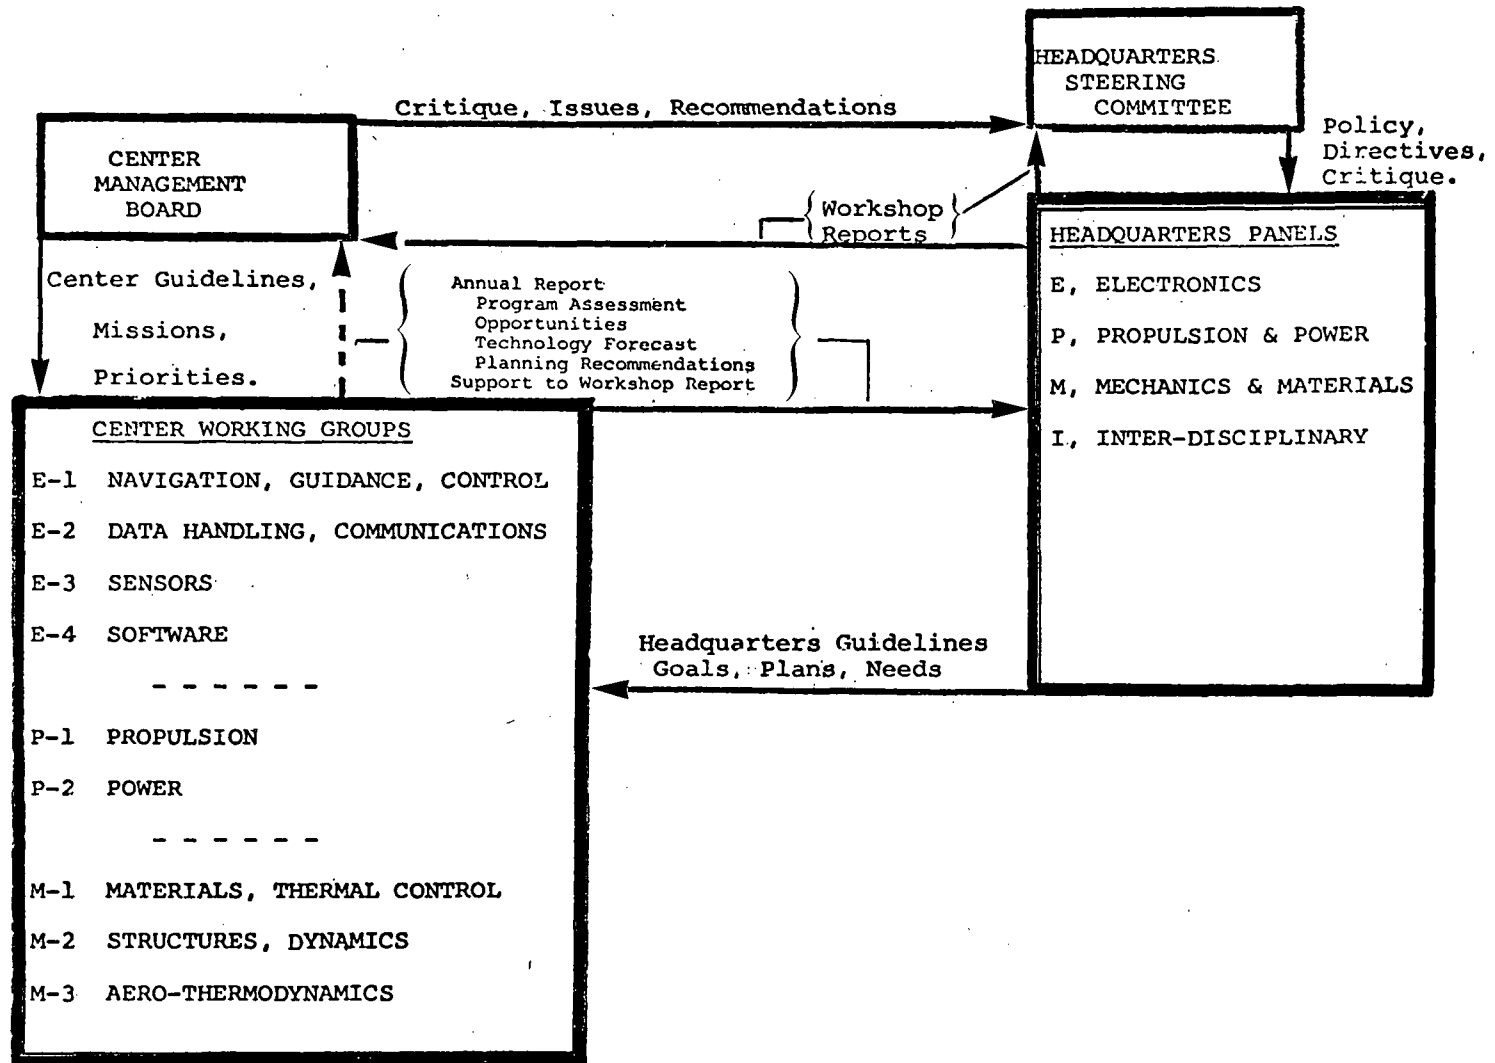 HEADQUARTERS
STEERING
COMMITTEE
Critique, Issues, Recommendations
Policy,
Directives,
Critique.
CENTER
MANAGEMENT
BOARD
Workshop
Reports
Center Guidelines,
Missions,
Priorities.
Annual Report
Program Assessment
Opportunities
Technology Forecast
Planning Recommendations
Support to Workshop Report
HEADQUARTERS PANELS
E, ELECTRONICS
P, PROPULSION & POWER
M, MECHANICS & MATERIALS
I, INTER-DISCIPLINARY
CENTER WORKING GROUPS
E-1 NAVIGATION, GUIDANCE, CONTROL
E-2 DATA HANDLING, COMMUNICATIONS
E-3 SENSORS
E-4 SOFTWARE
- - - - - -
P-1 PROPULSION
P-2 POWER
- - - - - -
M-1 MATERIALS, THERMAL CONTROL
M-2 STRUCTURES, DYNAMICS
M-3 AERO-THERMODYNAMICS
Headquarters Guidelines
Goals, Plans, Needs